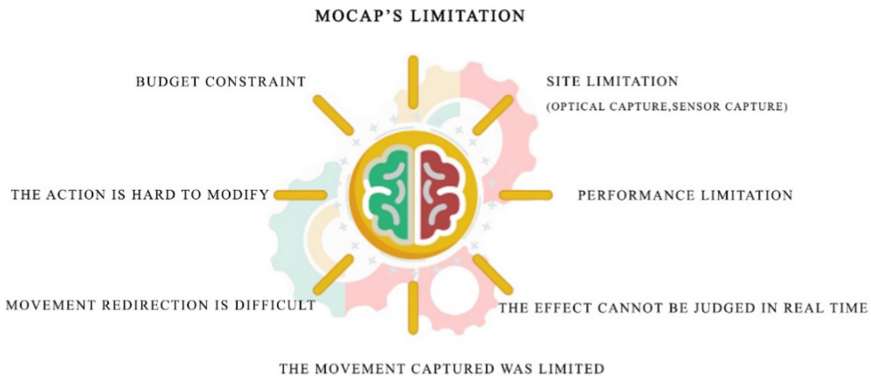 MOCAP'S LIMITATION
BUDGET CONSTRAINT
SITE LIMITATION
(OPTICAL CAPTURE,SENSOR CAPTURE)
THE ACTION IS HARD TO MODIFY
PERFORMANCE LIMITATION
MOVEMENT REDIRECTION IS DIFFICULT
THE EFFECT CANNOT BE JUDGED IN REAL TIME
THE MOVEMENT CAPTURED WAS LIMITED